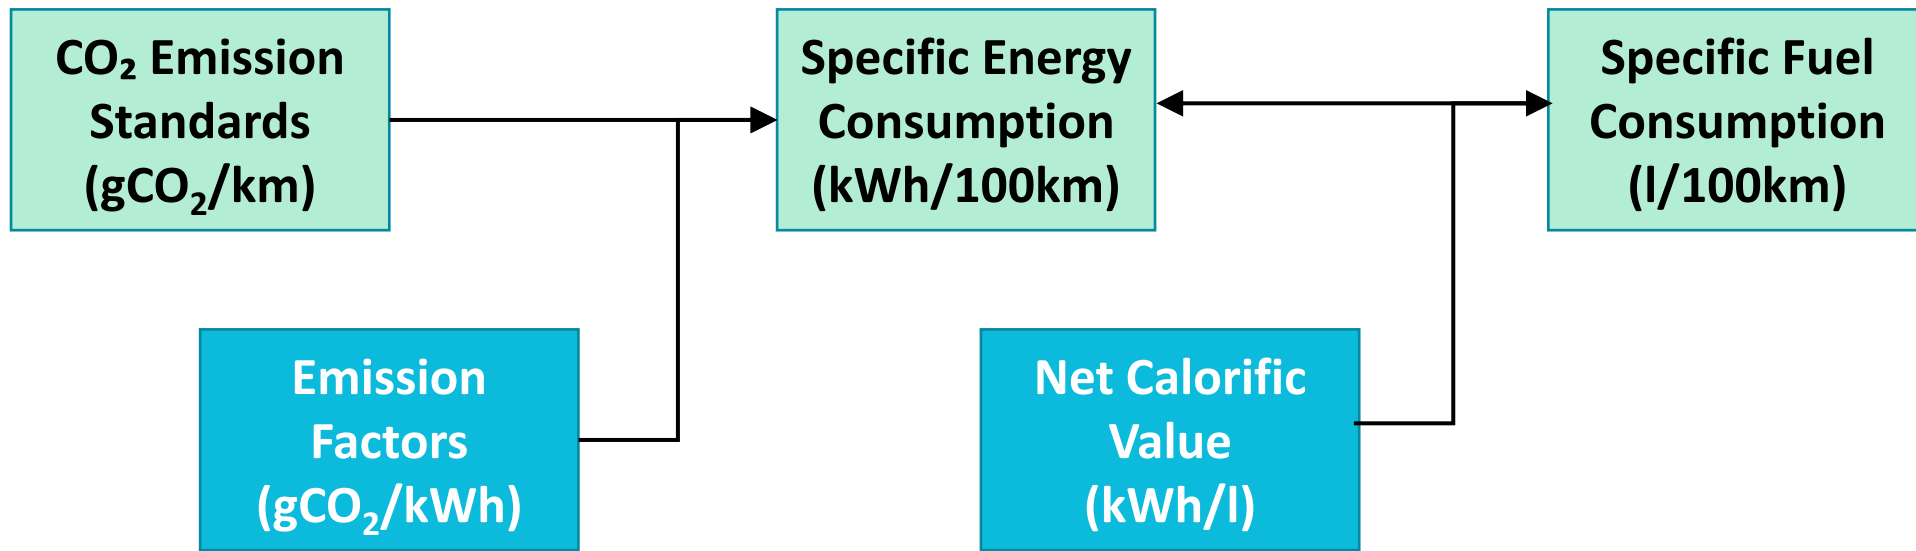 CO₂ Emission
Standards
(gCO₂/km)
Specific Energy
Consumption
(kWh/100km)
Specific Fuel
Consumption
(l/100km)
Emission
Factors
(gCO₂/kWh)
Net Calorific
Value
(kWh/l)